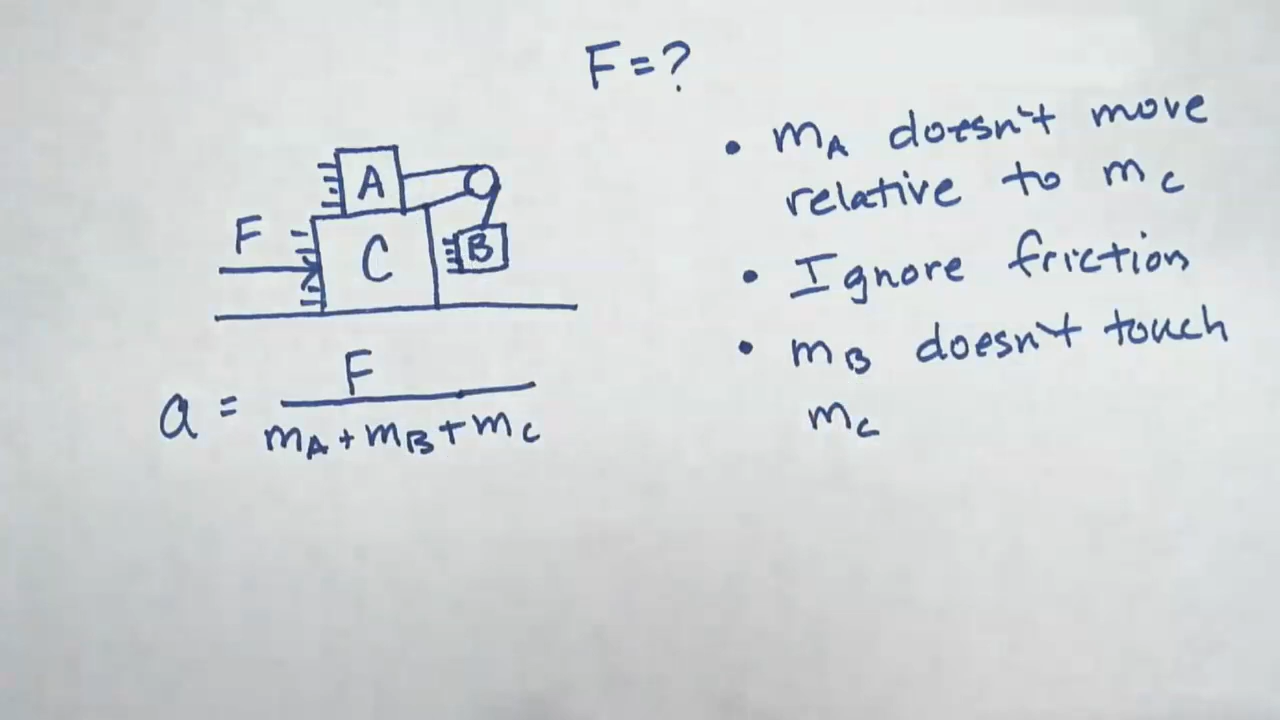 F = ?
• mA doesn't move
relative to mC
• Ignore friction
• mB doesn't touch
mC
A
F
C
B
a = F / mA + mB + mC